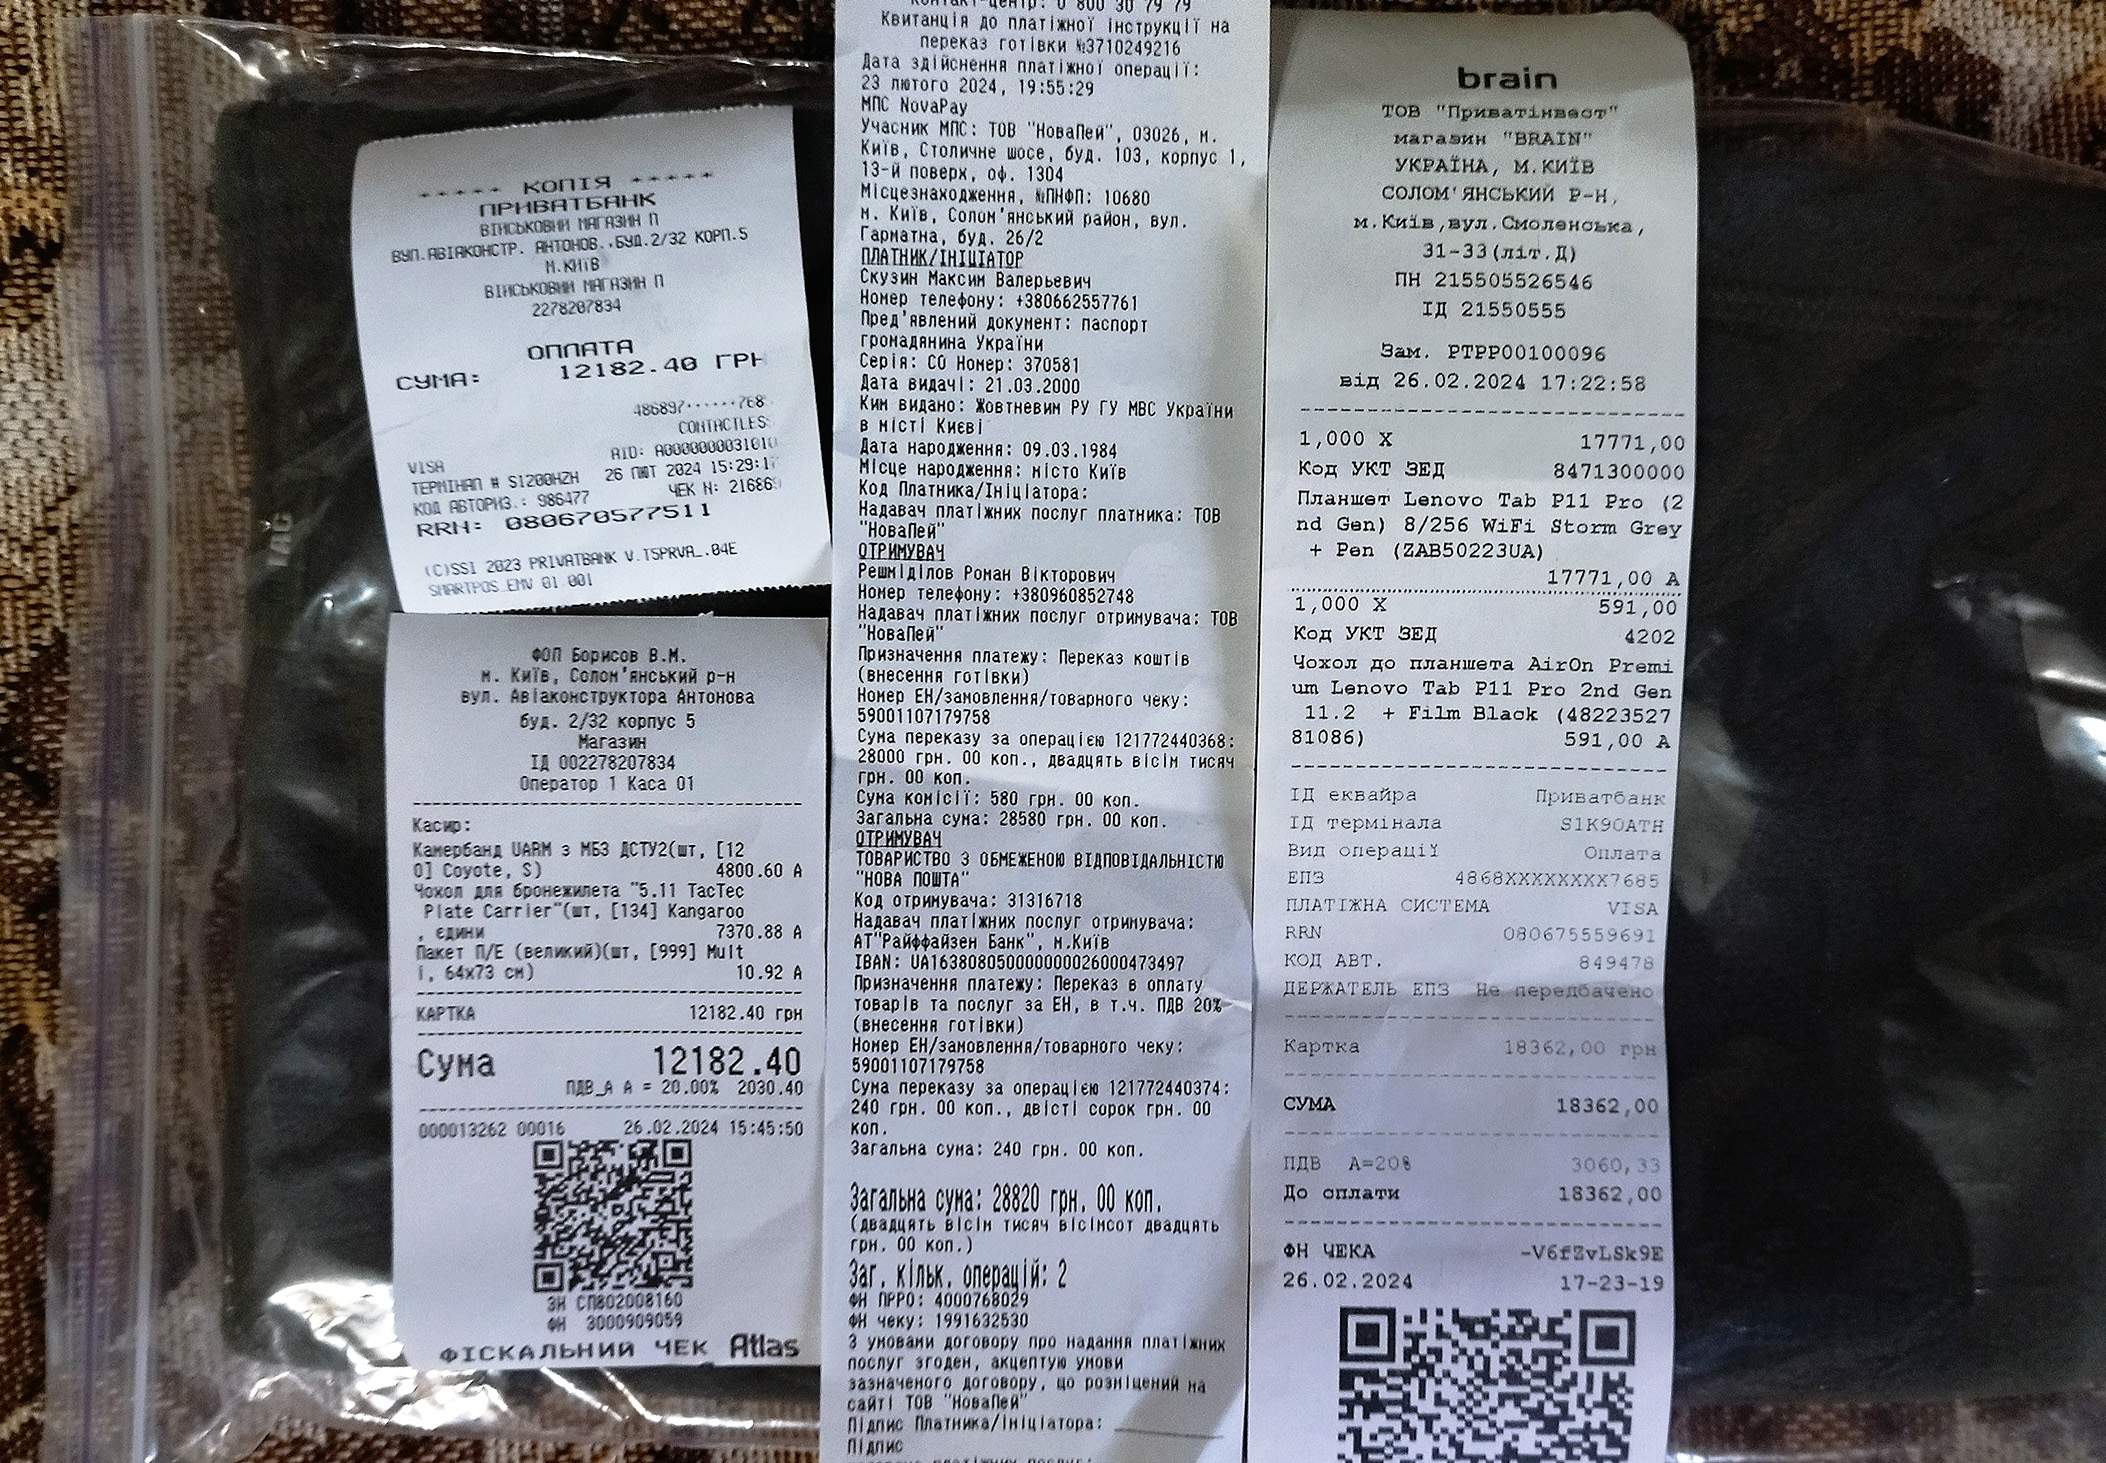 ***** КОПІЯ *****
ПРИВАТБАНК
ВІЙСЬКОВИЙ МАГАЗИН П
ВУЛ.АВІАКОНСТР. АНТОНОВ.,БУД.2/32 КОРП.5
М.КИЇВ
ВІЙСЬКОВИЙ МАГАЗИН П
2278207834
ОПЛАТА
СУМА: 12182.40 ГРН
486897······768
CONTACTLES
AID: A0000000031010
VISA
ТЕРМІНАЛ # S1200HZH 26 ЛЮТ 2024 15:29:1
КОД АВТОРИЗ.: 986477 ЧЕК N: 21686
RRN: 080670577511
(C)SSI 2023 PRIVATBANK V.TSPRVA_.04E
SMARTPOS_EMV 01.001
ФОП Борисов В.М.
м. Київ, Солом'янський р-н
вул. Авіаконструктора Антонова
буд. 2/32 корпус 5
Магазин
ІД 002278207834
Оператор 1 Каса 01
Касир:
Камербанд UARM з МБЗ ДСТУ2(шт, [12
0] Coyote, S) 4800.60 А
Чохол для бронежилета "5.11 TacTec
Plate Carrier"(шт, [134] Kangaroo
, єдини 7370.88 А
Пакет П/Е (великий)(шт, [999] Mult
i, 64x73 см) 10.92 А
КАРТКА 12182.40 грн
Сума 12182.40
ПДВ_А А = 20.00% 2030.40
000013262 00016 26.02.2024 15:45:50
ЗН СП802008160
ФН 3000909059
ФІСКАЛЬНИЙ ЧЕК Atlas
Контакт-центр: 0 800 30 79 79
Квитанція до платіжної інструкції на
переказ готівки №3710249216
Дата здійснення платіжної операції:
23 лютого 2024, 19:55:29
МПС NovaPay
Учасник МПС: ТОВ "НоваПей", 03026, м.
Київ, Столичне шосе, буд. 103, корпус 1,
13-й поверх, оф. 1304
Місцезнаходження, №ПНФП: 10680
м. Київ, Солом'янський район, вул.
Гарматна, буд. 26/2
ПЛАТНИК/ІНІЦІАТОР
Скузин Максим Валерьевич
Номер телефону: +380662557761
Пред'явлений документ: паспорт
громадянина України
Серія: СО Номер: 370581
Дата видачі: 21.03.2000
Ким видано: Жовтневим РУ ГУ МВС України
в місті Києві
Дата народження: 09.03.1984
Місце народження: місто Київ
Код Платника/Ініціатора:
Надавач платіжних послуг платника: ТОВ
"НоваПей"
ОТРИМУВАЧ
Решміділов Роман Вікторович
Номер телефону: +380960852748
Надавач платіжних послуг отримувача: ТОВ
"НоваПей"
Призначення платежу: Переказ коштів
(внесення готівки)
Номер ЕН/замовлення/товарного чеку:
59001107179758
Сума переказу за операцією 121772440368:
28000 грн. 00 коп., двадцять вісім тисяч
грн. 00 коп.
Сума комісії: 580 грн. 00 коп.
Загальна сума: 28580 грн. 00 коп.
ОТРИМУВАЧ
ТОВАРИСТВО З ОБМЕЖЕНОЮ ВІДПОВІДАЛЬНІСТЮ
"НОВА ПОШТА"
Код отримувача: 31316718
Надавач платіжних послуг отримувача:
АТ"Райффайзен Банк", м.Київ
IBAN: UA163808050000000026000473497
Призначення платежу: Переказ в оплату
товарів та послуг за ЕН, в т.ч. ПДВ 20%
(внесення готівки)
Номер ЕН/замовлення/товарного чеку:
59001107179758
Сума переказу за операцією 121772440374:
240 грн. 00 коп., двісті сорок грн. 00
коп.
Загальна сума: 240 грн. 00 коп.
Загальна сума: 28820 грн. 00 коп.
(двадцять вісім тисяч вісімсот двадцять
грн. 00 коп.)
Заг. кільк. операцій: 2
ФН ПРРО: 4000768029
ФН чеку: 1991632530
З умовами договору про надання платіжних
послуг згоден, акцептую умови
зазначеного договору, що розміщений на
сайті ТОВ "НоваПей"
Підпис Платника/Ініціатора:
Підпис
brain
ТОВ "Приватінвест"
магазин "BRAIN"
УКРАЇНА, М.КИЇВ
СОЛОМ'ЯНСЬКИЙ Р-Н,
м.Київ,вул.Смоленська,
31-33(літ.Д)
ПН 215505526546
ІД 21550555
Зам. РТРР00100096
від 26.02.2024 17:22:58
1,000 X 17771,00
Код УКТ ЗЕД 8471300000
Планшет Lenovo Tab P11 Pro (2
nd Gen) 8/256 WiFi Storm Grey
+ Pen (ZAB50223UA)
17771,00 А
1,000 X 591,00
Код УКТ ЗЕД 4202
Чохол до планшета AirOn Premi
um Lenovo Tab P11 Pro 2nd Gen
11.2 + Film Black (48223527
81086) 591,00 А
ІД еквайра Приватбанк
ІД термінала S1K90ATH
Вид операції Оплата
ЕПЗ 4868XXXXXXXX7685
ПЛАТІЖНА СИСТЕМА VISA
RRN 080675559691
КОД АВТ. 849478
ДЕРЖАТЕЛЬ ЕПЗ Не передбачено
Картка 18362,00 грн
СУМА 18362,00
ПДВ А=20% 3060,33
До сплати 18362,00
ФН ЧЕКА -V6fZvLSk9E
26.02.2024 17-23-19